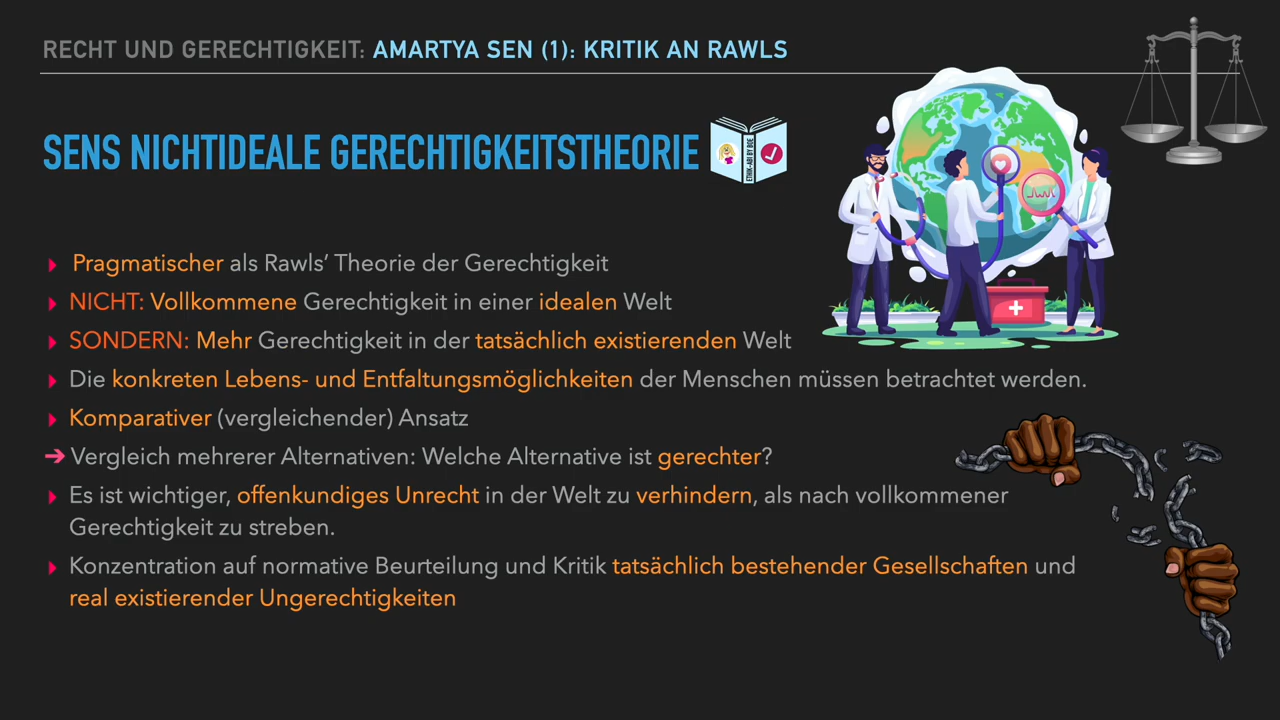 RECHT UND GERECHTIGKEIT: AMARTYA SEN (1): KRITIK AN RAWLS
SENS NICHTIDEALE GERECHTIGKEITSTHEORIE
ETHIK-ABI BY BOE
Pragmatischer als Rawls’ Theorie der Gerechtigkeit
NICHT: Vollkommene Gerechtigkeit in einer idealen Welt
SONDERN: Mehr Gerechtigkeit in der tatsächlich existierenden Welt
Die konkreten Lebens- und Entfaltungsmöglichkeiten der Menschen müssen betrachtet werden.
Komparativer (vergleichender) Ansatz
➔ Vergleich mehrerer Alternativen: Welche Alternative ist gerechter?
Es ist wichtiger, offenkundiges Unrecht in der Welt zu verhindern, als nach vollkommener
Gerechtigkeit zu streben.
Konzentration auf normative Beurteilung und Kritik tatsächlich bestehender Gesellschaften und
real existierender Ungerechtigkeiten